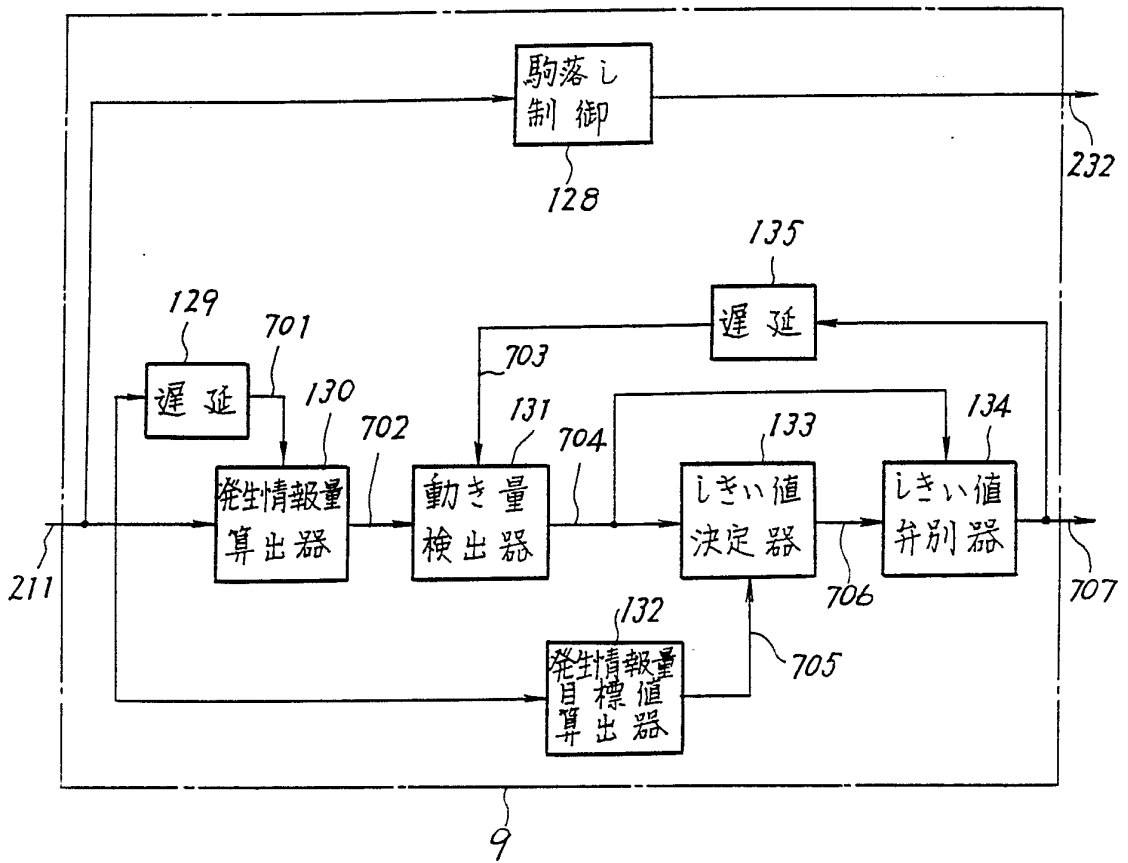 駒落し
制御
128
232
135
遅延
129
701
遅延
703
130
702
131
704
133
134
発生情報量
算出器
動き量
検出器
しきい値
決定器
しきい値
弁別器
211
706
707
132
705
発生情報量
目標値
算出器
9